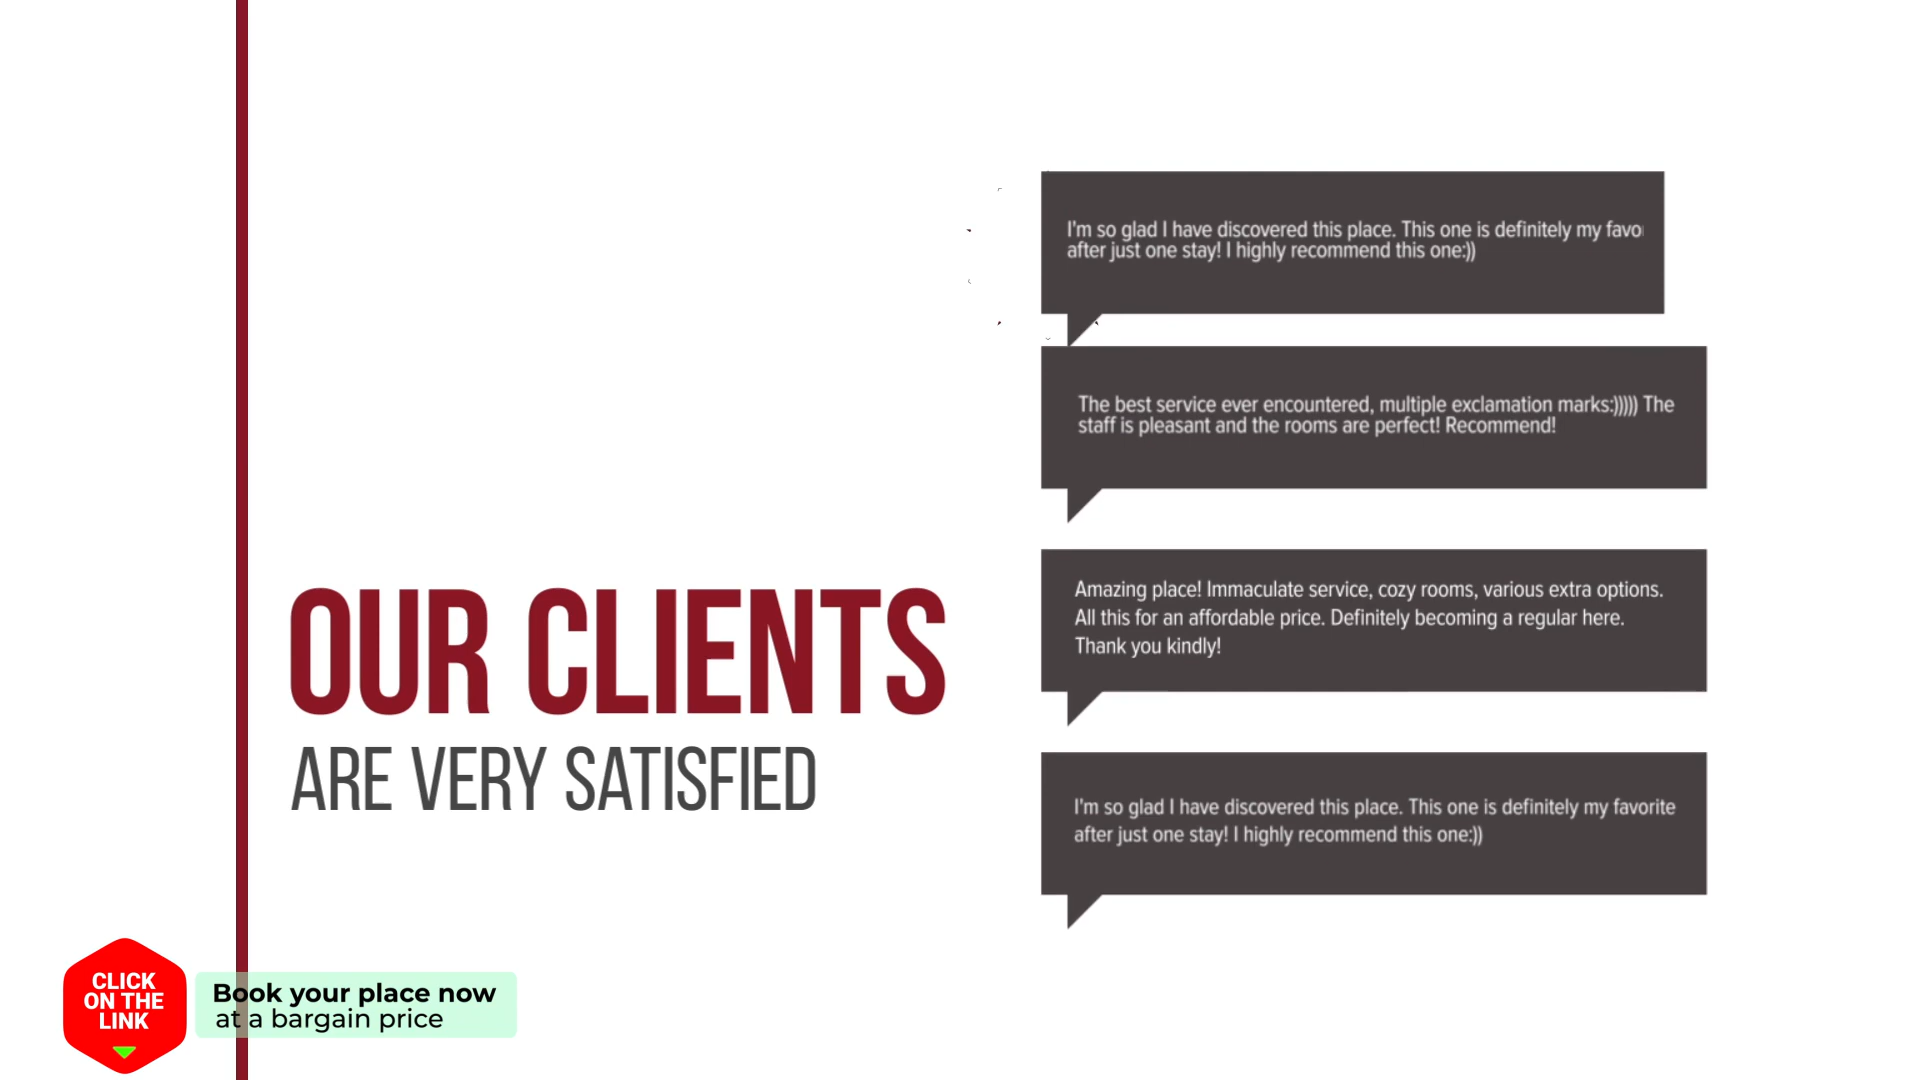 I'm so glad I have discovered this place. This one is definitely my favo
after just one stay! I highly recommend this one:))
The best service ever encountered, multiple exclamation marks:))))) The
staff is pleasant and the rooms are perfect! Recommend!
Amazing place! Immaculate service, cozy rooms, various extra options.
All this for an affordable price. Definitely becoming a regular here.
Thank you kindly!
I'm so glad I have discovered this place. This one is definitely my favorite
after just one stay! I highly recommend this one:))
OUR CLIENTS
ARE VERY SATISFIED
CLICK
ON THE
LINK
Book your place now
at a bargain price